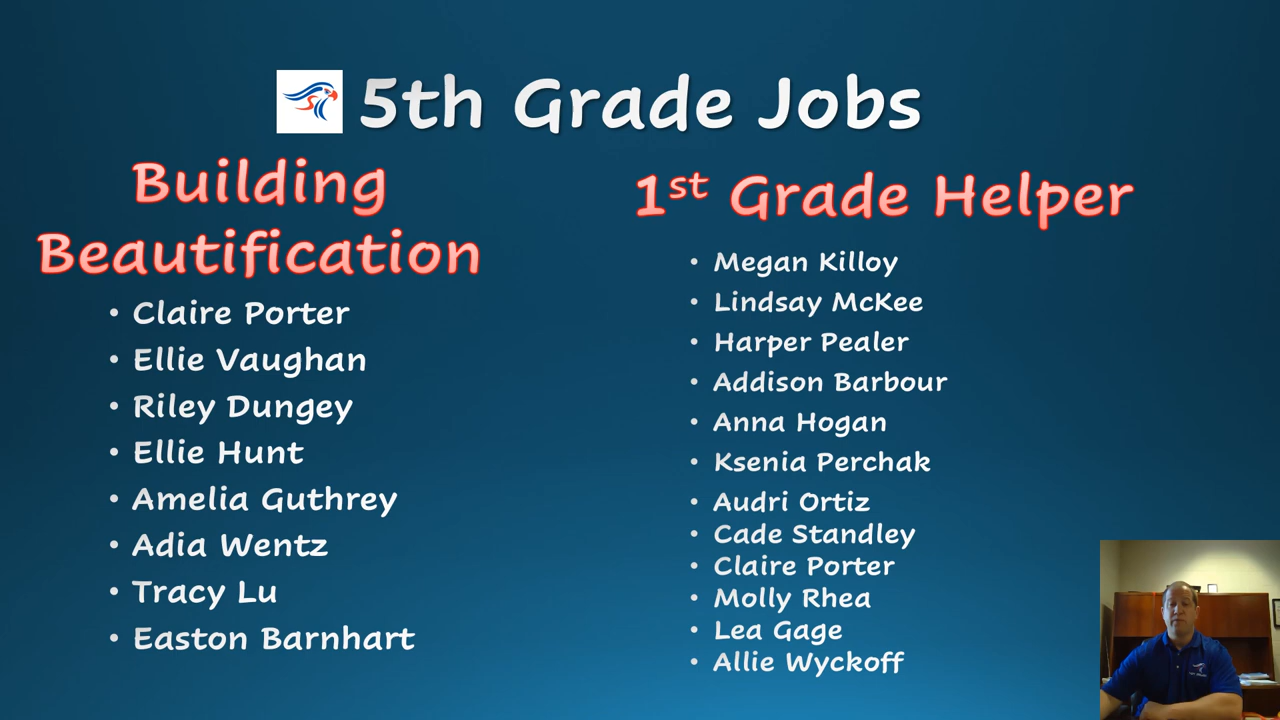 5th Grade Jobs
Building
Beautification
• Claire Porter
• Ellie Vaughan
• Riley Dungey
• Ellie Hunt
• Amelia Guthrey
• Adia Wentz
• Tracy Lu
• Easton Barnhart
1st Grade Helper
• Megan Killoy
• Lindsay McKee
• Harper Pealer
• Addison Barbour
• Anna Hogan
• Ksenia Perchak
• Audri Ortiz
• Cade Standley
• Claire Porter
• Molly Rhea
• Lea Gage
• Allie Wyckoff